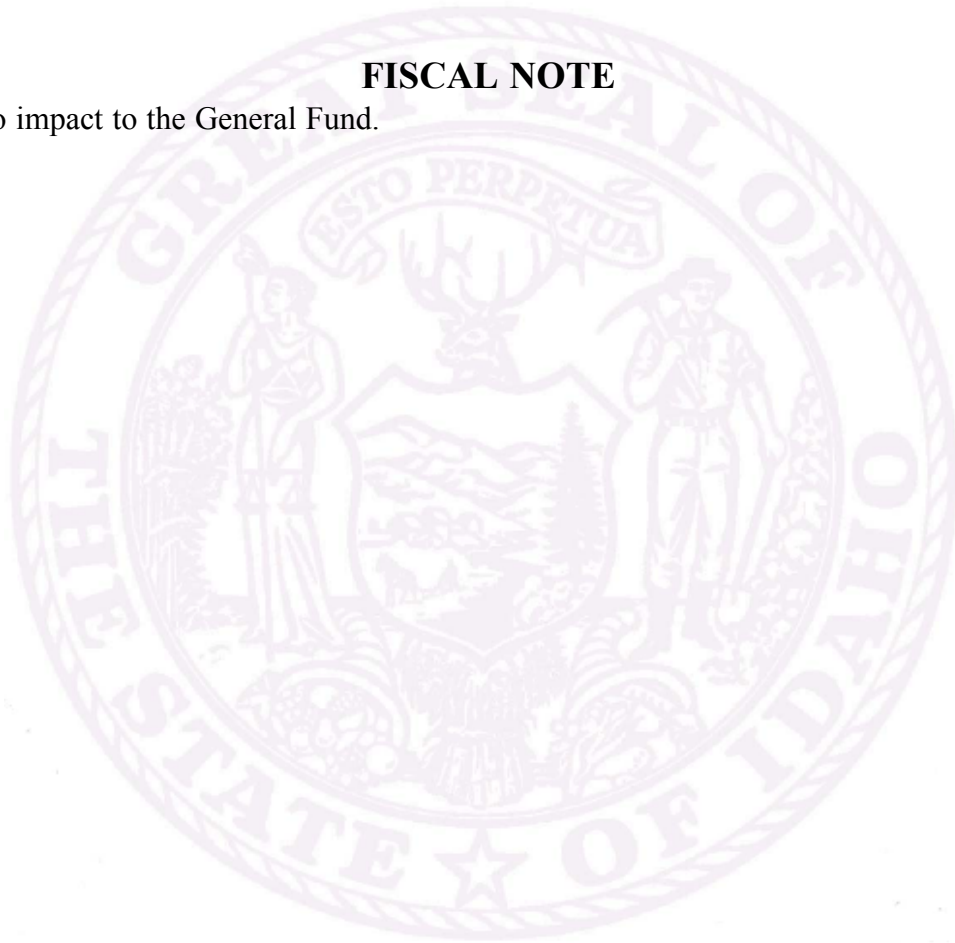 FISCAL NOTE
o impact to the General Fund.
GREAT SEAL OF
ESTO PERPETUA
THE STATE OF IDAHO